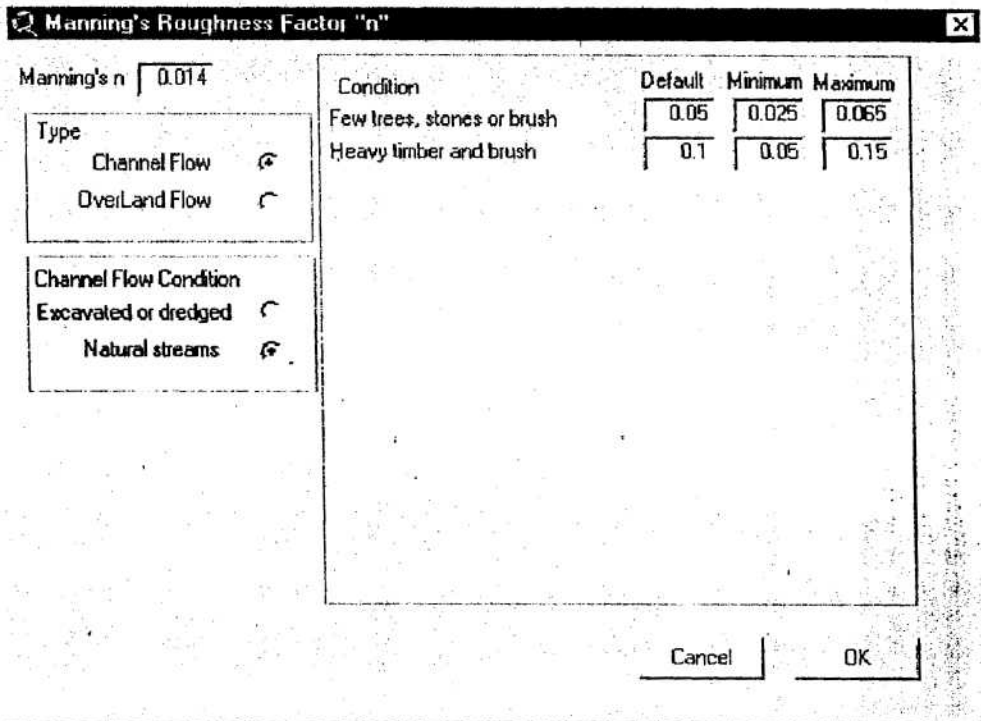 Manning's Roughness Factor "n"
Manning's n 0.014
Type
Channel Flow
OverLand Flow
Channel Flow Condition
Excavated or dredged
Natural streams
Condition Default Minimum Maximum
Few trees, stones or brush 0.05 0.025 0.065
Heavy timber and brush 0.1 0.05 0.15
Cancel OK